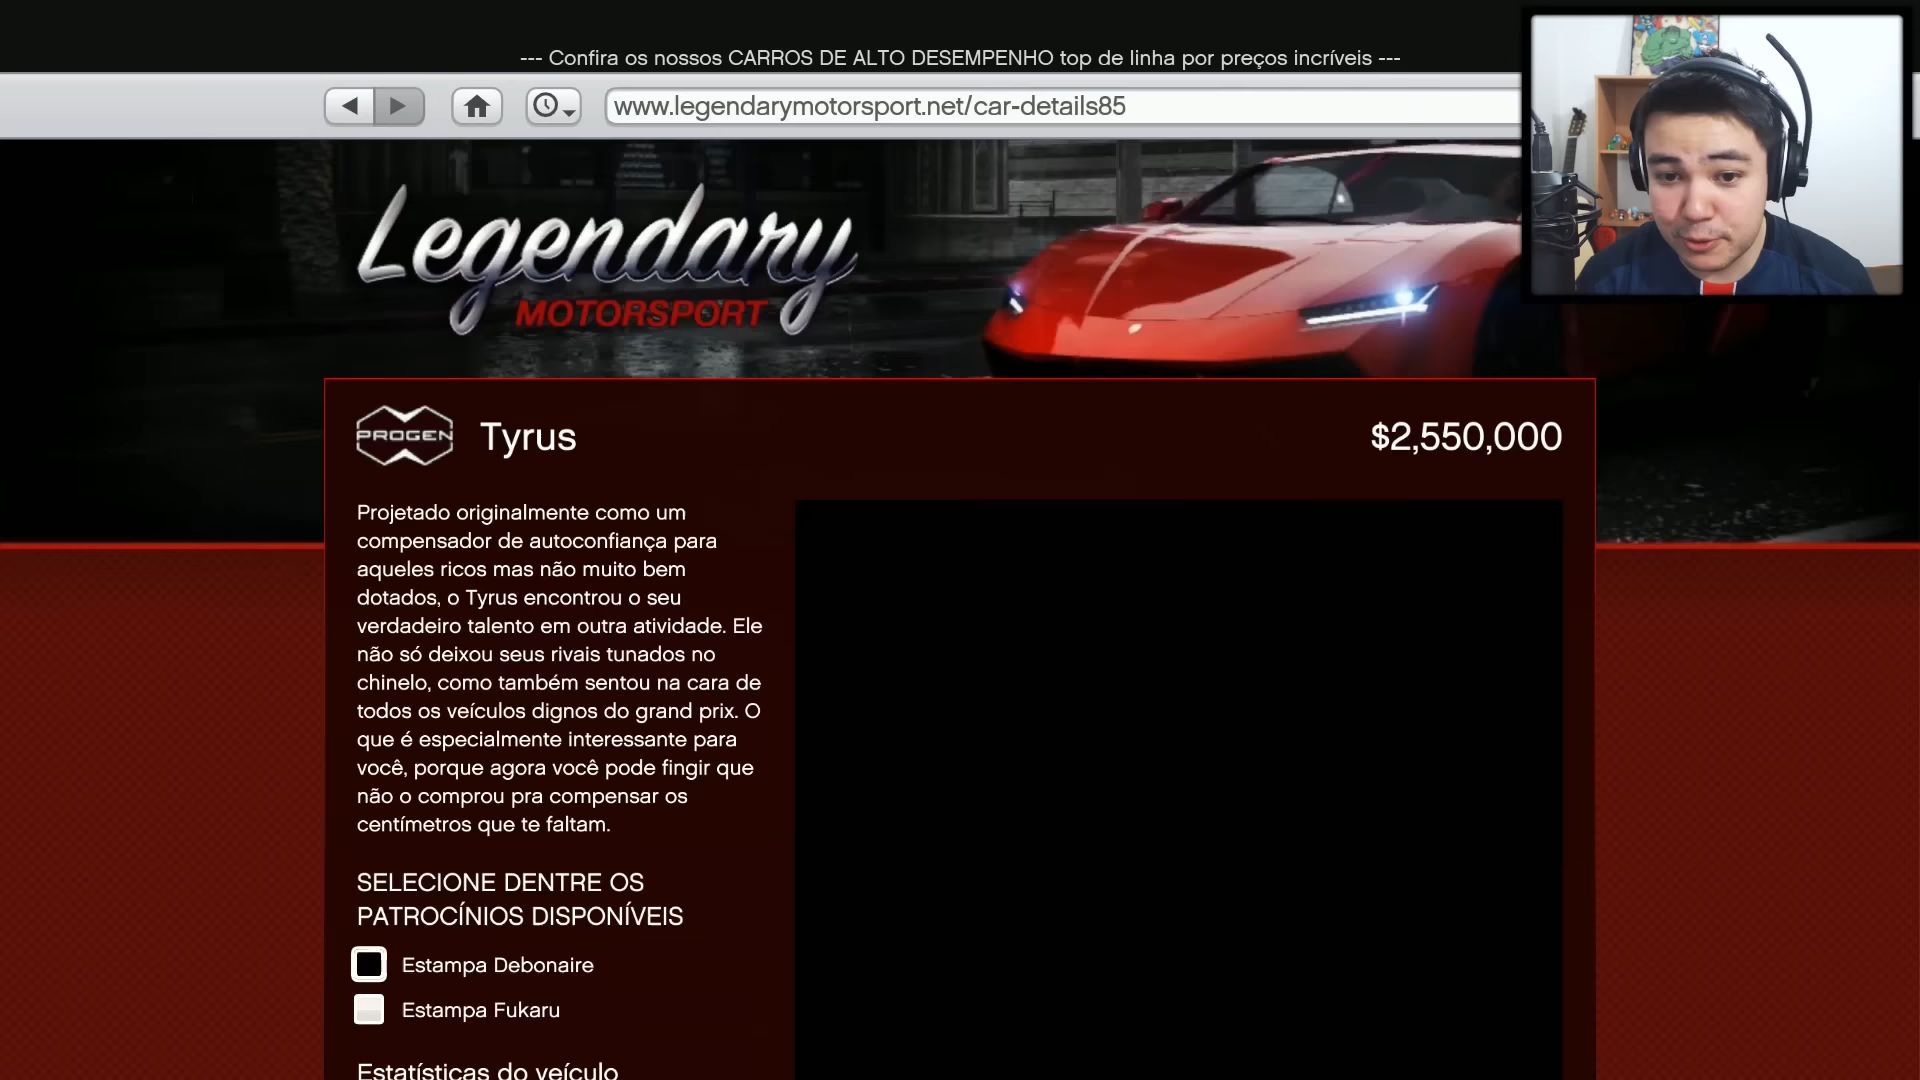 --- Confira os nossos CARROS DE ALTO DESEMPENHO top de linha por preços incríveis ---
www.legendarymotorsport.net/car-details85
Legendary
MOTORSPORT
PROGEN
Tyrus
$2,550,000
Projetado originalmente como um
compensador de autoconfiança para
aqueles ricos mas não muito bem
dotados, o Tyrus encontrou o seu
verdadeiro talento em outra atividade. Ele
não só deixou seus rivais tunados no
chinelo, como também sentou na cara de
todos os veículos dignos do grand prix. O
que é especialmente interessante para
você, porque agora você pode fingir que
não o comprou pra compensar os
centímetros que te faltam.
SELECIONE DENTRE OS
PATROCÍNIOS DISPONÍVEIS
Estampa Debonaire
Estampa Fukaru
Estatísticas do veículo